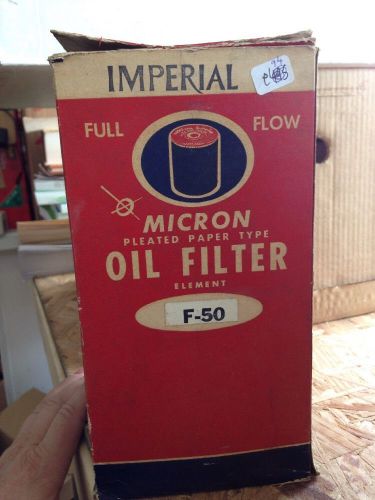 IMPERIAL
FULL FLOW
MICRON
PLEATED PAPER TYPE
OIL FILTER
ELEMENT
F-50